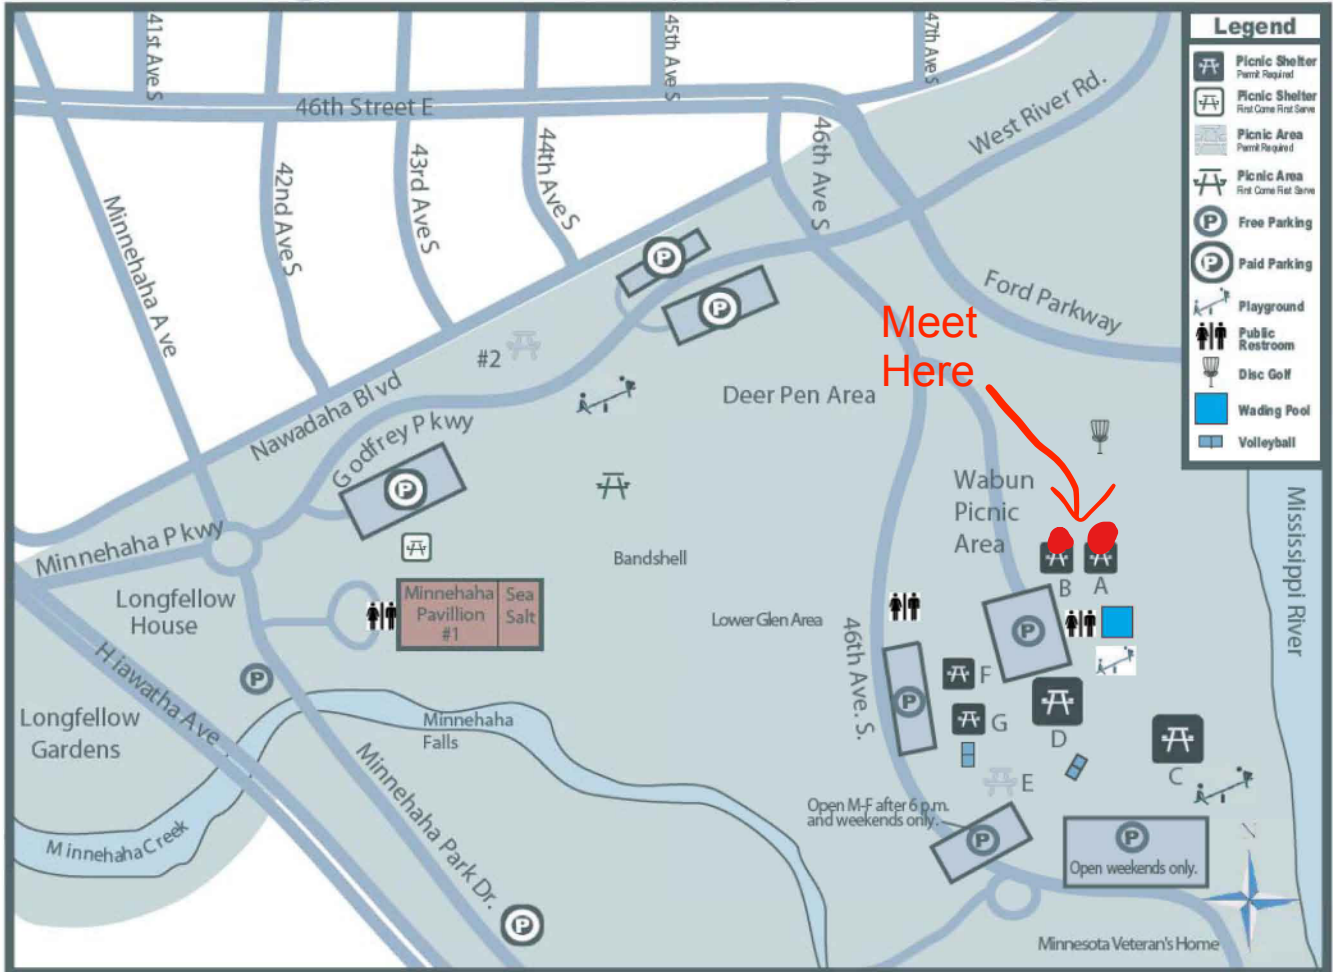 41st Ave S
45th Ave S
47th Ave S
46th Street E
42nd Ave S
43rd Ave S
44th Ave S
46th Ave S
West River Rd.
Minnehaha Ave
Ford Parkway
Nawadaha Blvd
Godfrey Pkwy
#2
P
P
P
Deer Pen Area
Meet
Here
Wabun
Picnic
Area
B
A
Minnehaha Pkwy
Longfellow
House
Minnehaha
Pavillion
#1
Sea
Salt
Bandshell
Lower Glen Area
46th Ave. S.
P
P
F
G
D
C
E
Hiawatha Ave
P
Longfellow
Gardens
Minnehaha
Falls
Minnehaha Creek
Minnehaha Park Dr.
P
Open M-F after 6 p.m.
and weekends only.
P
P
Open weekends only.
Minnesota Veteran's Home
N
Mississippi River
Legend
Picnic Shelter
Permit Required
Picnic Shelter
First Come First Serve
Picnic Area
Permit Required
Picnic Area
First Come First Serve
P
Free Parking
P
Paid Parking
Playground
Public
Restroom
Disc Golf
Wading Pool
Volleyball